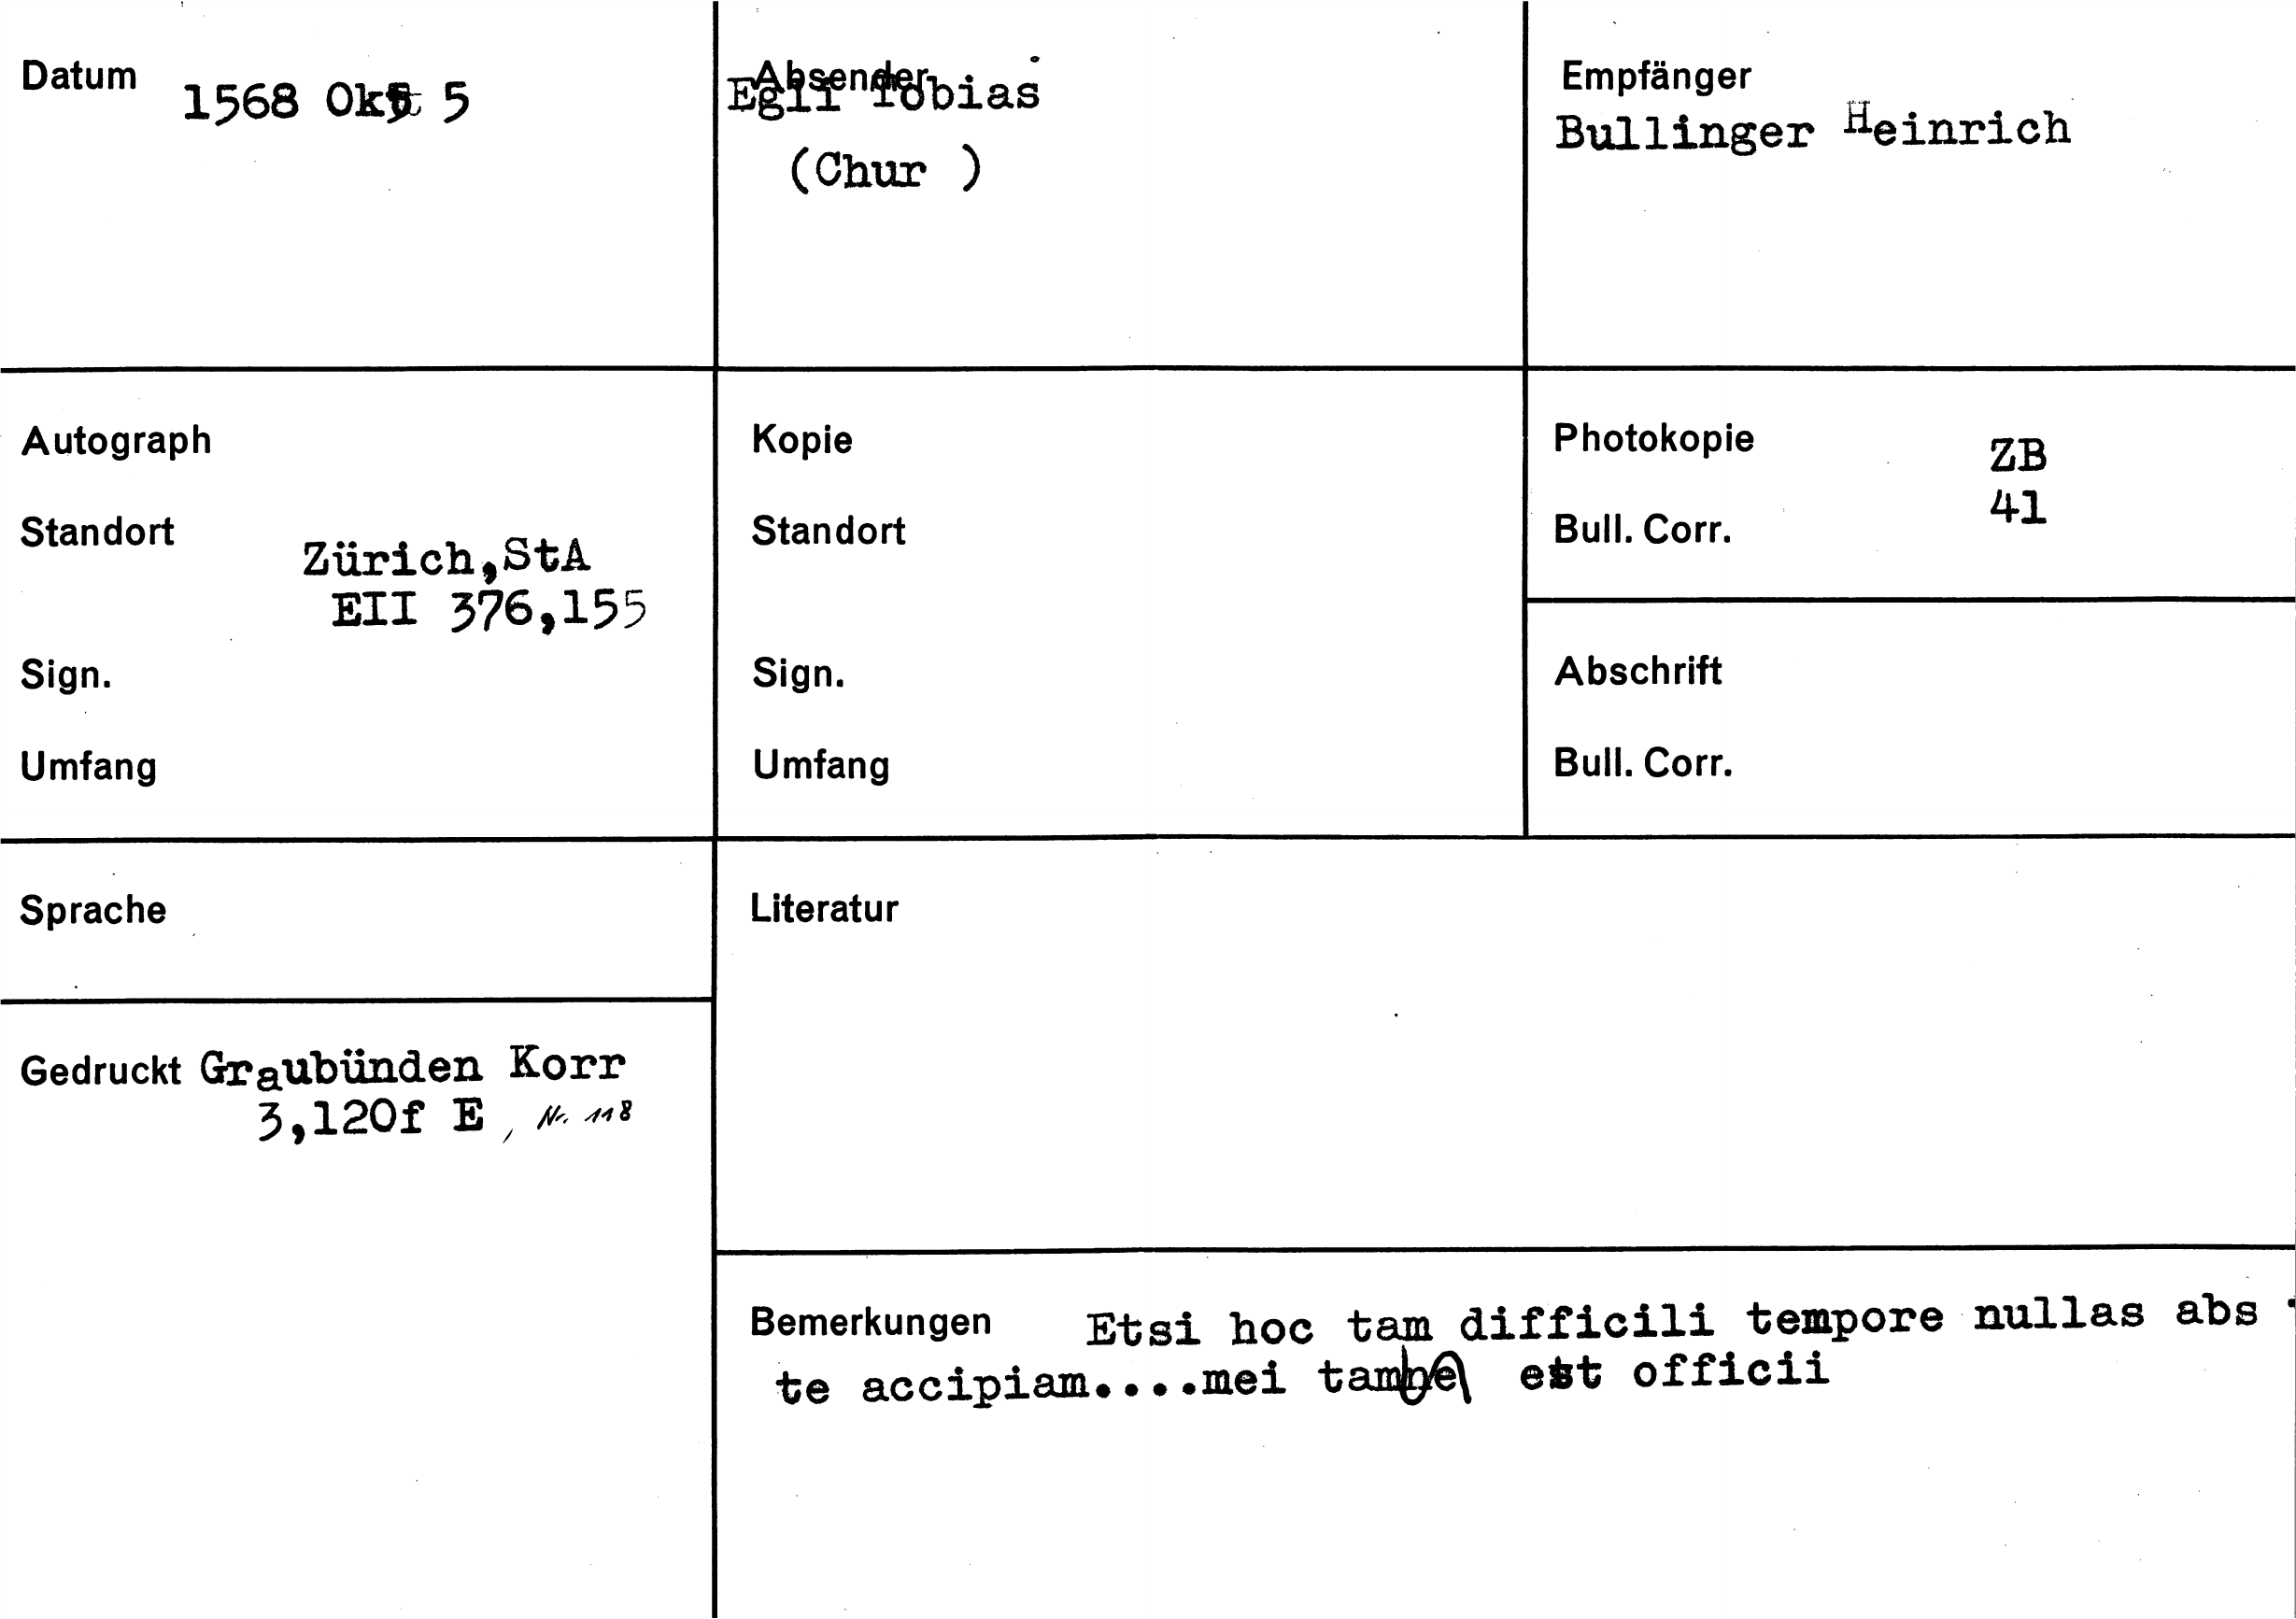 Datum 1568 Okt 5
Absender
Egli Tobias
(Chur )
Empfänger
Bullinger Heinrich
Autograph
Standort
Zürich,StA
EII 376,155
Sign.
Umfang
Kopie
Standort
Sign.
Umfang
Photokopie ZB
Bull. Corr. 41
Abschrift
Bull. Corr.
Sprache
Literatur
Gedruckt Graubünden Korr
3,120f E , Nr. 118
Bemerkungen Etsi hoc tam difficili tempore nullas abs
te accipiam....mei est officii